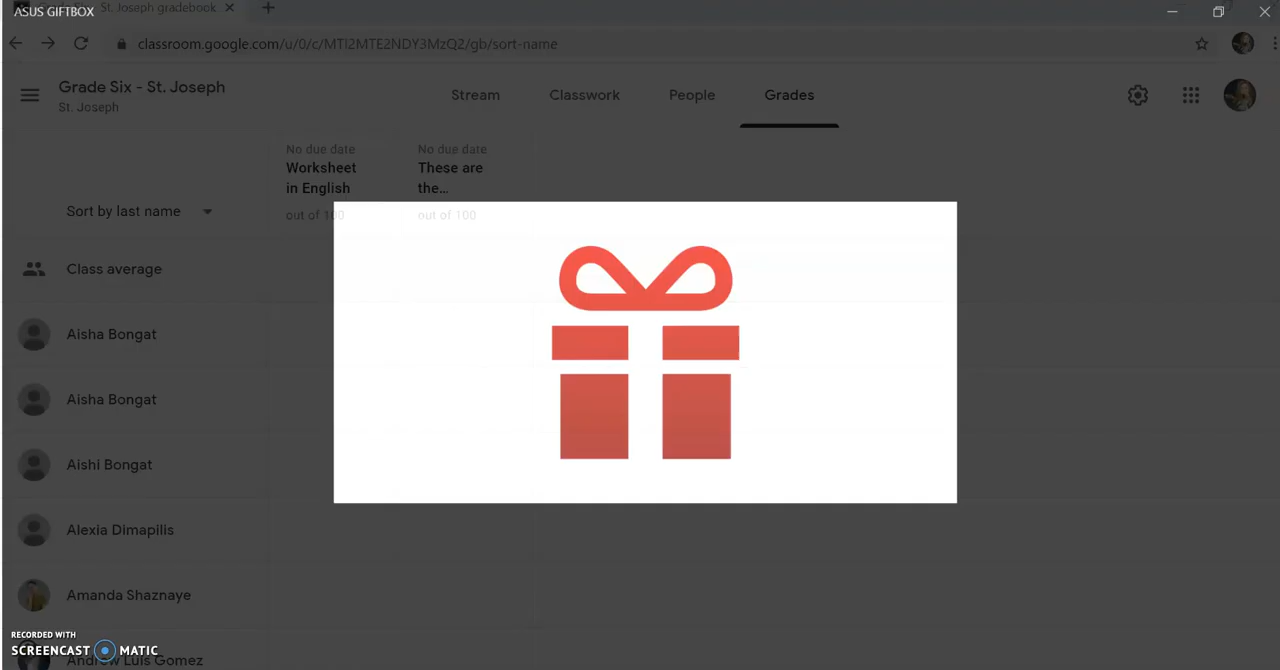 ASUS GIFTBOX
St. Joseph gradebook
classroom.google.com/u/0/c/MTI2MTE2NDY3MzQ2/gb/sort-name
Grade Six - St. Joseph
St. Joseph
Stream
Classwork
People
Grades
No due date
Worksheet
in English
out of 100
No due date
These are
the...
out of 100
Sort by last name
Class average
Aisha Bongat
Aisha Bongat
Aishi Bongat
Alexia Dimapilis
Amanda Shaznaye
Andrew Luis Gomez
RECORDED WITH
SCREENCAST MATIC